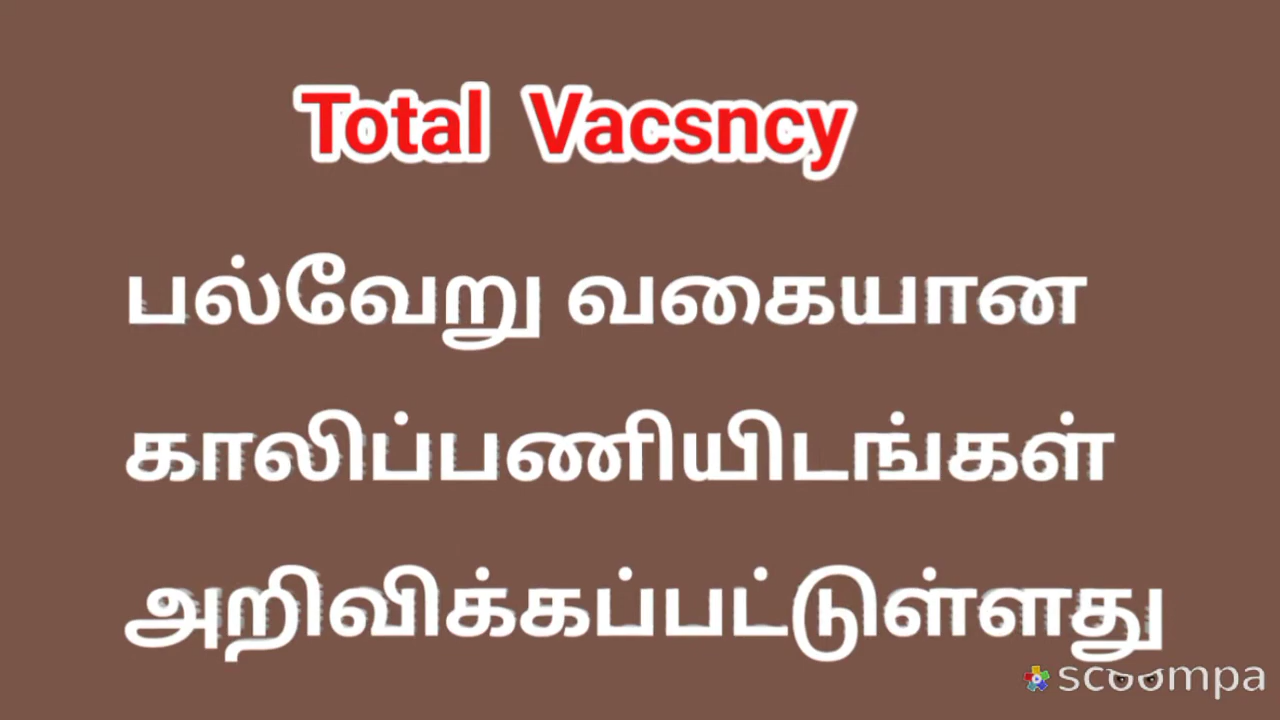 Total Vacsncy
பல்வேறு வகையான
காலிப்பணியிடங்கள்
அறிவிக்கப்பட்டுள்ளது
scoompa